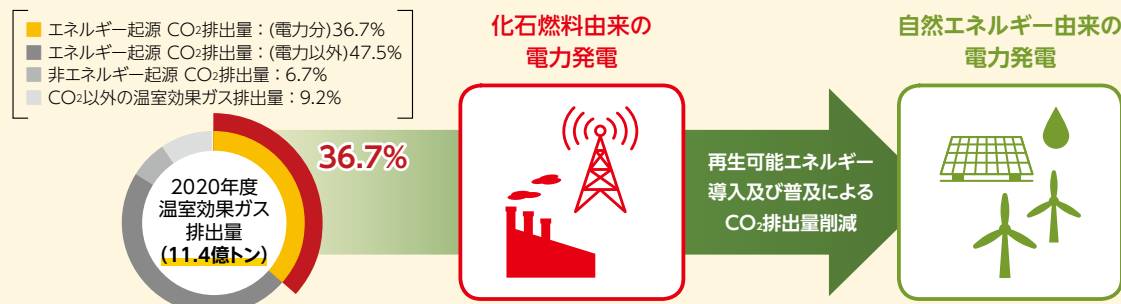 エネルギー起源 CO2排出量：(電力分)36.7%
エネルギー起源 CO2排出量：(電力以外)47.5%
非エネルギー起源 CO2排出量：6.7%
CO2以外の温室効果ガス排出量：9.2%
2020年度
温室効果ガス
排出量
(11.4億トン)
36.7%
化石燃料由来の
電力発電
再生可能エネルギー
導入及び普及による
CO2排出量削減
自然エネルギー由来の
電力発電